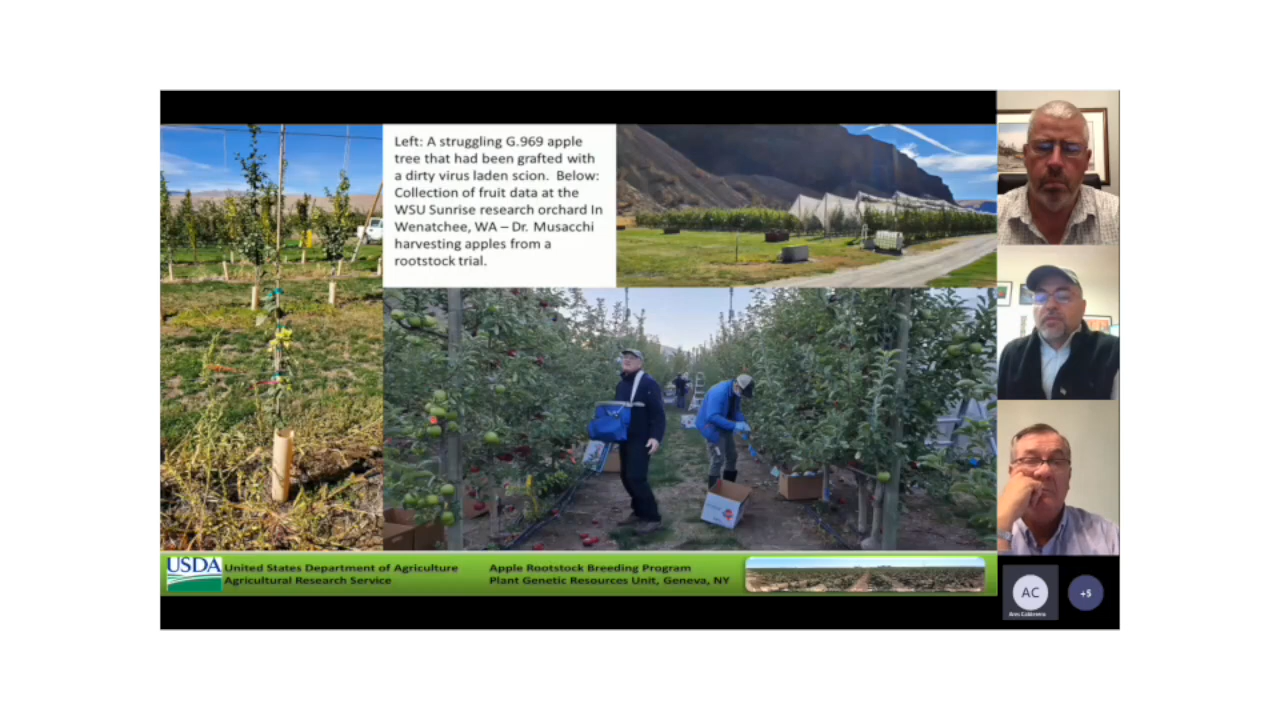 Left: A struggling G.969 apple
tree that had been grafted with
a dirty virus laden scion.  Below:
Collection of fruit data at the
WSU Sunrise research orchard In
Wenatchee, WA – Dr. Musacchi
harvesting apples from a
rootstock trial.
USDA
United States Department of Agriculture
Agricultural Research Service
Apple Rootstock Breeding Program
Plant Genetic Resources Unit, Geneva, NY
AC
+5